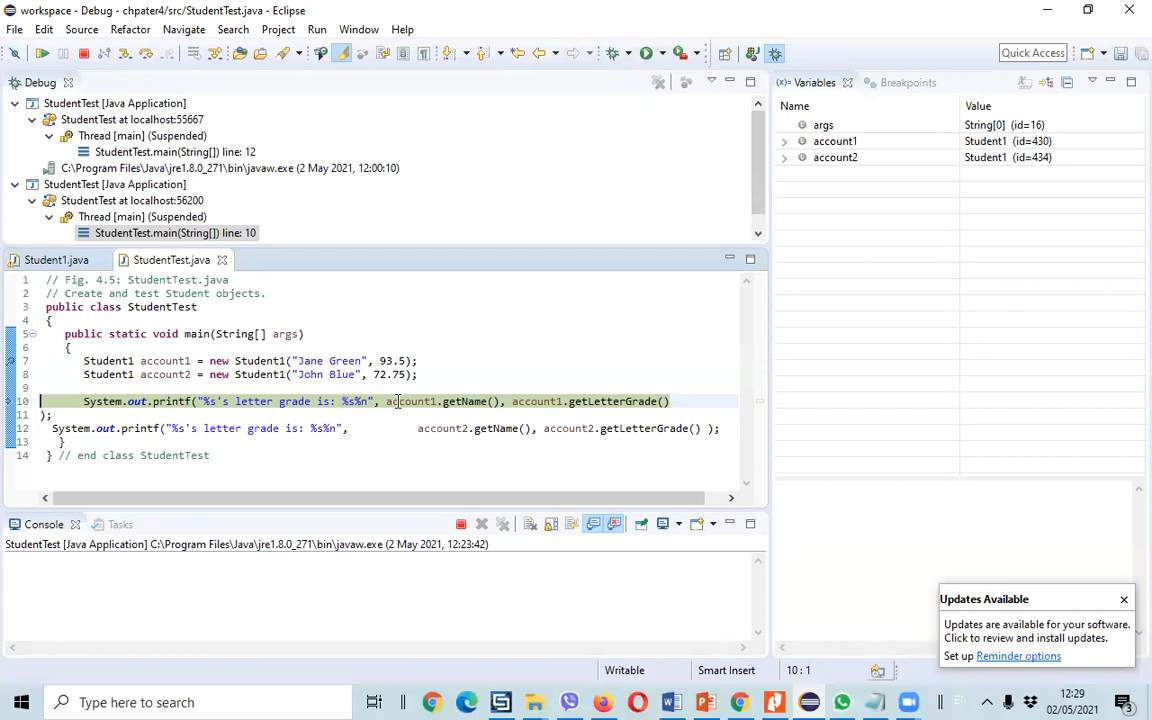 workspace - Debug - chpater4/src/StudentTest.java - Eclipse
File Edit Source Refactor Navigate Search Project Run Window Help
Quick Access
Debug
StudentTest [Java Application]
StudentTest at localhost:55667
Thread [main] (Suspended)
StudentTest.main(String[]) line: 12
C:\Program Files\Java\jre1.8.0_271\bin\javaw.exe (2 May 2021, 12:00:10)
StudentTest [Java Application]
StudentTest at localhost:56200
Thread [main] (Suspended)
StudentTest.main(String[]) line: 10
(x)= Variables Breakpoints
Name Value
args String[0] (id=16)
account1 Student1 (id=430)
account2 Student1 (id=434)
Student1.java StudentTest.java
1 // Fig. 4.5: StudentTest.java
2 // Create and test Student objects.
3 public class StudentTest
4 {
5 public static void main(String[] args)
6 {
7 Student1 account1 = new Student1("Jane Green", 93.5);
8 Student1 account2 = new Student1("John Blue", 72.75);
9
10 System.out.printf("%s's letter grade is: %s%n", account1.getName(), account1.getLetterGrade()
11 );
12 System.out.printf("%s's letter grade is: %s%n", account2.getName(), account2.getLetterGrade() );
13 }
14 } // end class StudentTest
Console Tasks
StudentTest [Java Application] C:\Program Files\Java\jre1.8.0_271\bin\javaw.exe (2 May 2021, 12:23:42)
Updates Available
Updates are available for your software.
Click to review and install updates.
Set up Reminder options
Writable Smart Insert 10 : 1
Type here to search
EN
12:29
02/05/2021
3